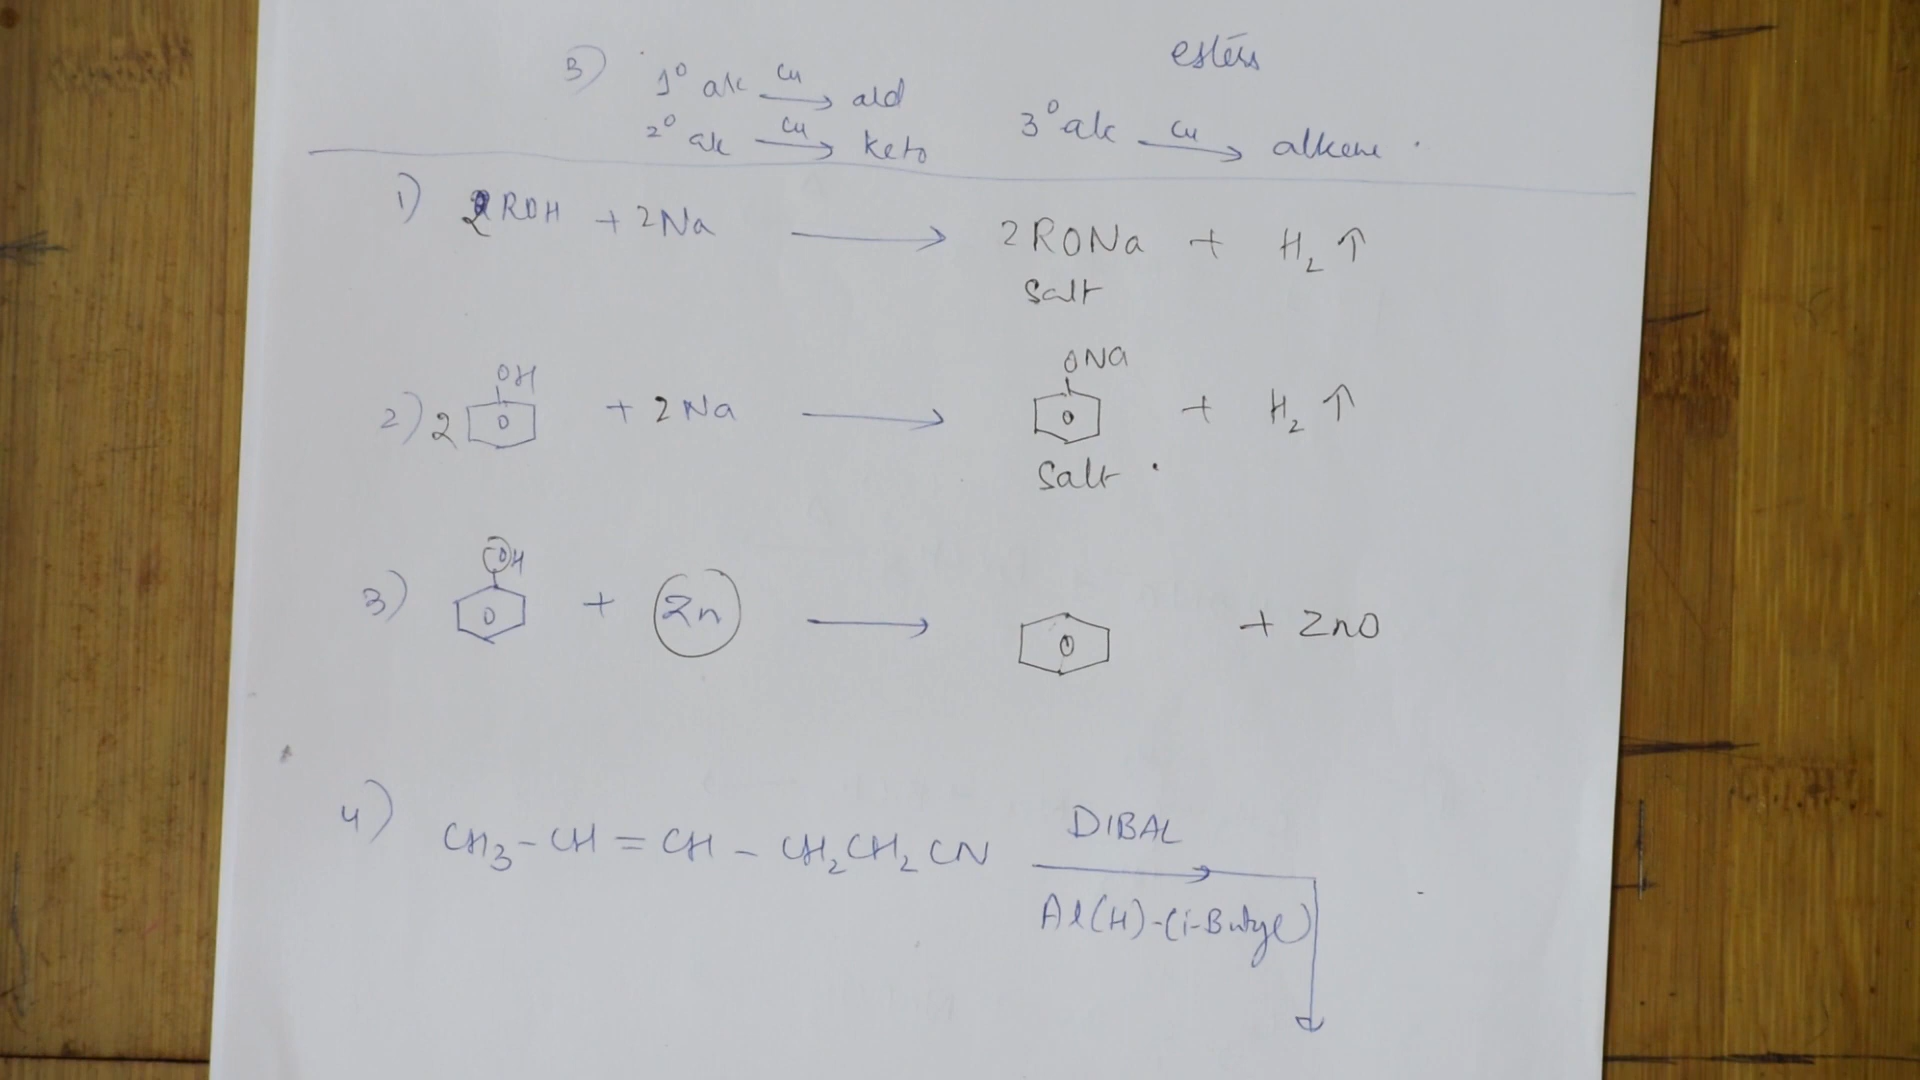 esters
3) 1° alc Cu → ald
2° alc Cu → keto 3° alc Cu → alkene .
1) 2ROH + 2Na → 2RONa + H2 ↑
Salt
OH ONa
2) 2 + 2Na → + H2 ↑
Salt .
OH
3) + Zn → + ZnO
4) CH3 - CH = CH - CH2CH2CN DIBAL →
Al(H)-(i-Butyl)